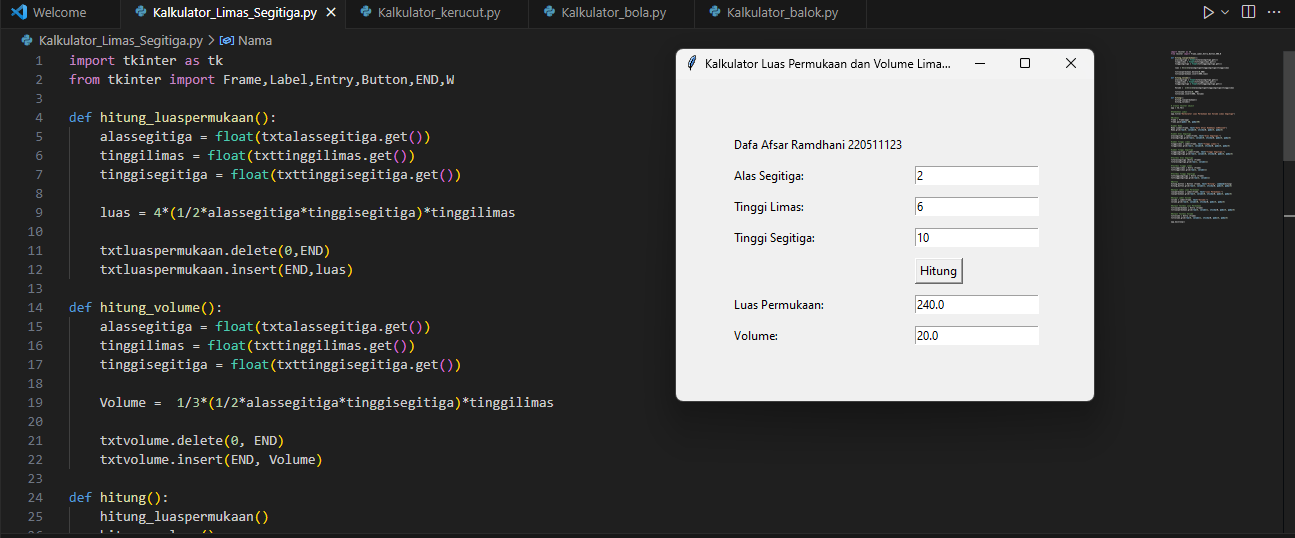 Welcome
Kalkulator_Limas_Segitiga.py
Kalkulator_kerucut.py
Kalkulator_bola.py
Kalkulator_balok.py
Kalkulator_Limas_Segitiga.py > Nama
1 import tkinter as tk
2 from tkinter import Frame,Label,Entry,Button,END,W
3
4 def hitung_luaspermukaan():
5 alassegitiga = float(txtalassegitiga.get())
6 tinggilimas = float(txttinggilimas.get())
7 tinggisegitiga = float(txttinggisegitiga.get())
8
9 luas = 4*(1/2*alassegitiga*tinggisegitiga)*tinggilimas
10
11 txtluaspermukaan.delete(0,END)
12 txtluaspermukaan.insert(END,luas)
13
14 def hitung_volume():
15 alassegitiga = float(txtalassegitiga.get())
16 tinggilimas = float(txttinggilimas.get())
17 tinggisegitiga = float(txttinggisegitiga.get())
18
19 Volume =  1/3*(1/2*alassegitiga*tinggisegitiga)*tinggilimas
20
21 txtvolume.delete(0, END)
22 txtvolume.insert(END, Volume)
23
24 def hitung():
25 hitung_luaspermukaan()
Kalkulator Luas Permukaan dan Volume Lima...
Dafa Afsar Ramdhani 220511123
Alas Segitiga: 2
Tinggi Limas: 6
Tinggi Segitiga: 10
Hitung
Luas Permukaan: 240.0
Volume: 20.0